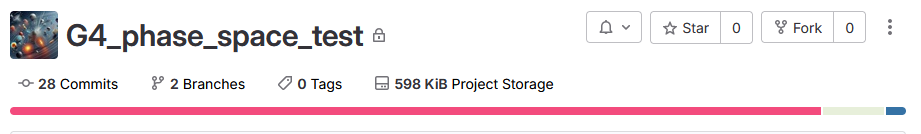 G4_phase_space_test
Star 0
Fork 0
28 Commits 2 Branches 0 Tags 598 KiB Project Storage